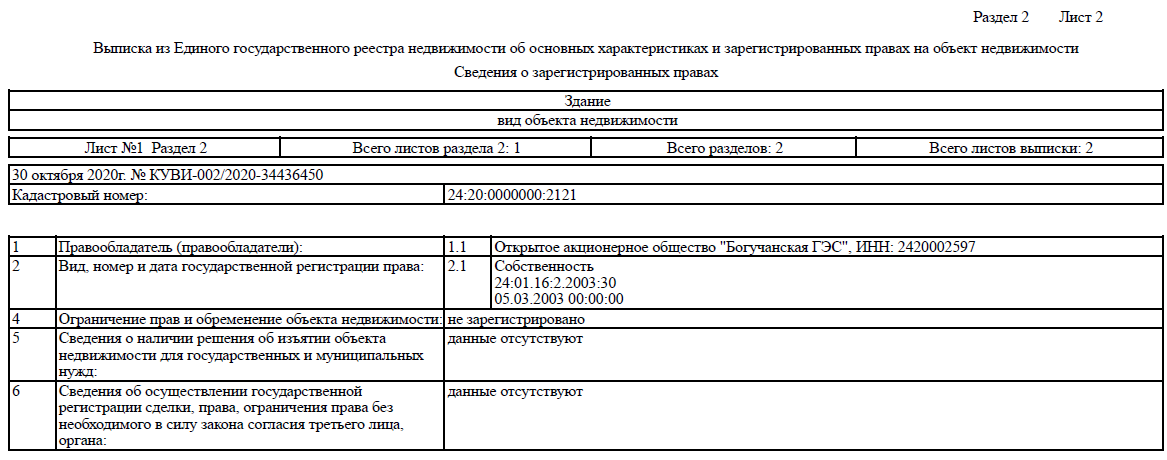 Раздел 2 Лист 2
Выписка из Единого государственного реестра недвижимости об основных характеристиках и зарегистрированных правах на объект недвижимости
Сведения о зарегистрированных правах
Здание
вид объекта недвижимости
Лист №1 Раздел 2 Всего листов раздела 2: 1 Всего разделов: 2 Всего листов выписки: 2
30 октября 2020г. № КУВИ-002/2020-34436450
Кадастровый номер: 24:20:0000000:2121
1 Правообладатель (правообладатели): 1.1 Открытое акционерное общество "Богучанская ГЭС", ИНН: 2420002597
2 Вид, номер и дата государственной регистрации права: 2.1 Собственность
24:01.16:2.2003:30
05.03.2003 00:00:00
4 Ограничение прав и обременение объекта недвижимости: не зарегистрировано
5 Сведения о наличии решения об изъятии объекта данные отсутствуют
недвижимости для государственных и муниципальных
нужд:
6 Сведения об осуществлении государственной данные отсутствуют
регистрации сделки, права, ограничения права без
необходимого в силу закона согласия третьего лица,
органа: